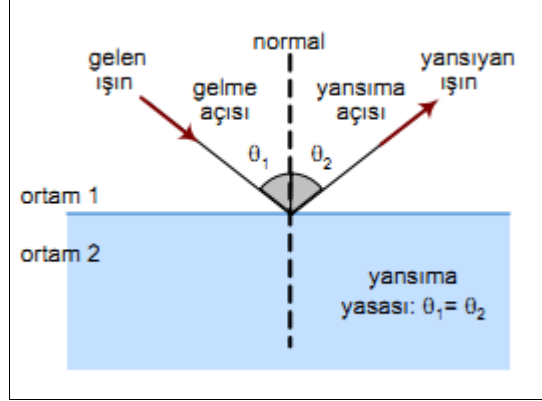 normal
gelen
ışın
gelme
açısı
yansıma
açısı
yansıyan
ışın
θ1
θ2
ortam 1
ortam 2
yansıma
yasası: θ1= θ2